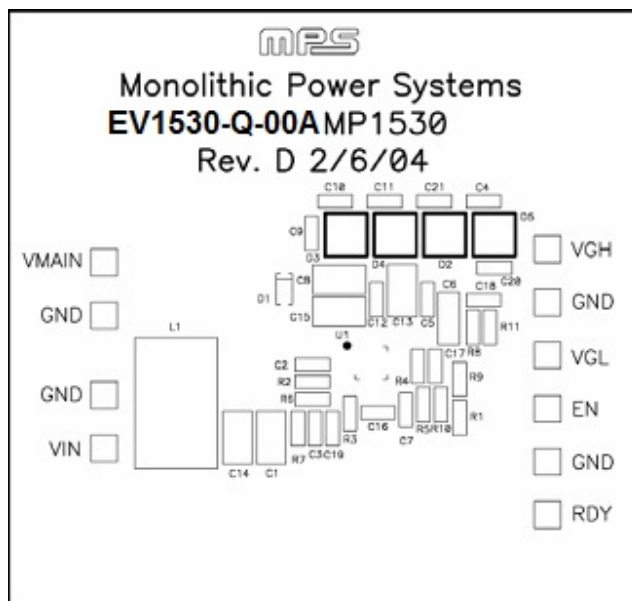 mps
Monolithic Power Systems
EV1530-Q-00A MP1530
Rev. D 2/6/04
C10 C11 C21 C4
C9 D5
D3 D4 D2
VMAIN
VGH
C8 C6 C20
C18
D1
GND
GND
C15 C12 C13 C5
L1 U1 C17 R8 R11
VGL
C2
R2 R4 R9
GND
R6
EN
R3 C16 C7 R5 R10 R1
VIN
GND
C14 C1 R7 C3 C19
RDY